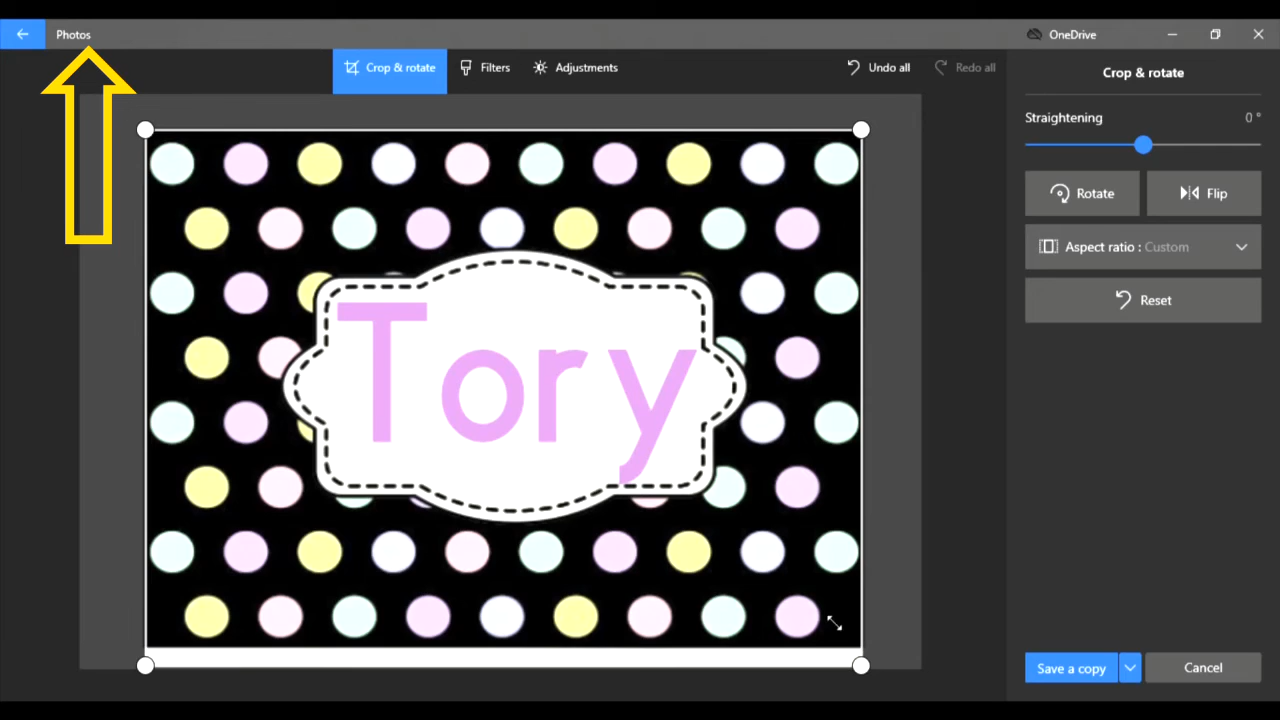 Photos
OneDrive
Crop & rotate
Filters
Adjustments
Undo all
Redo all
Crop & rotate
Straightening
0 °
Rotate
Flip
Aspect ratio : Custom
Reset
Tory
Save a copy
Cancel